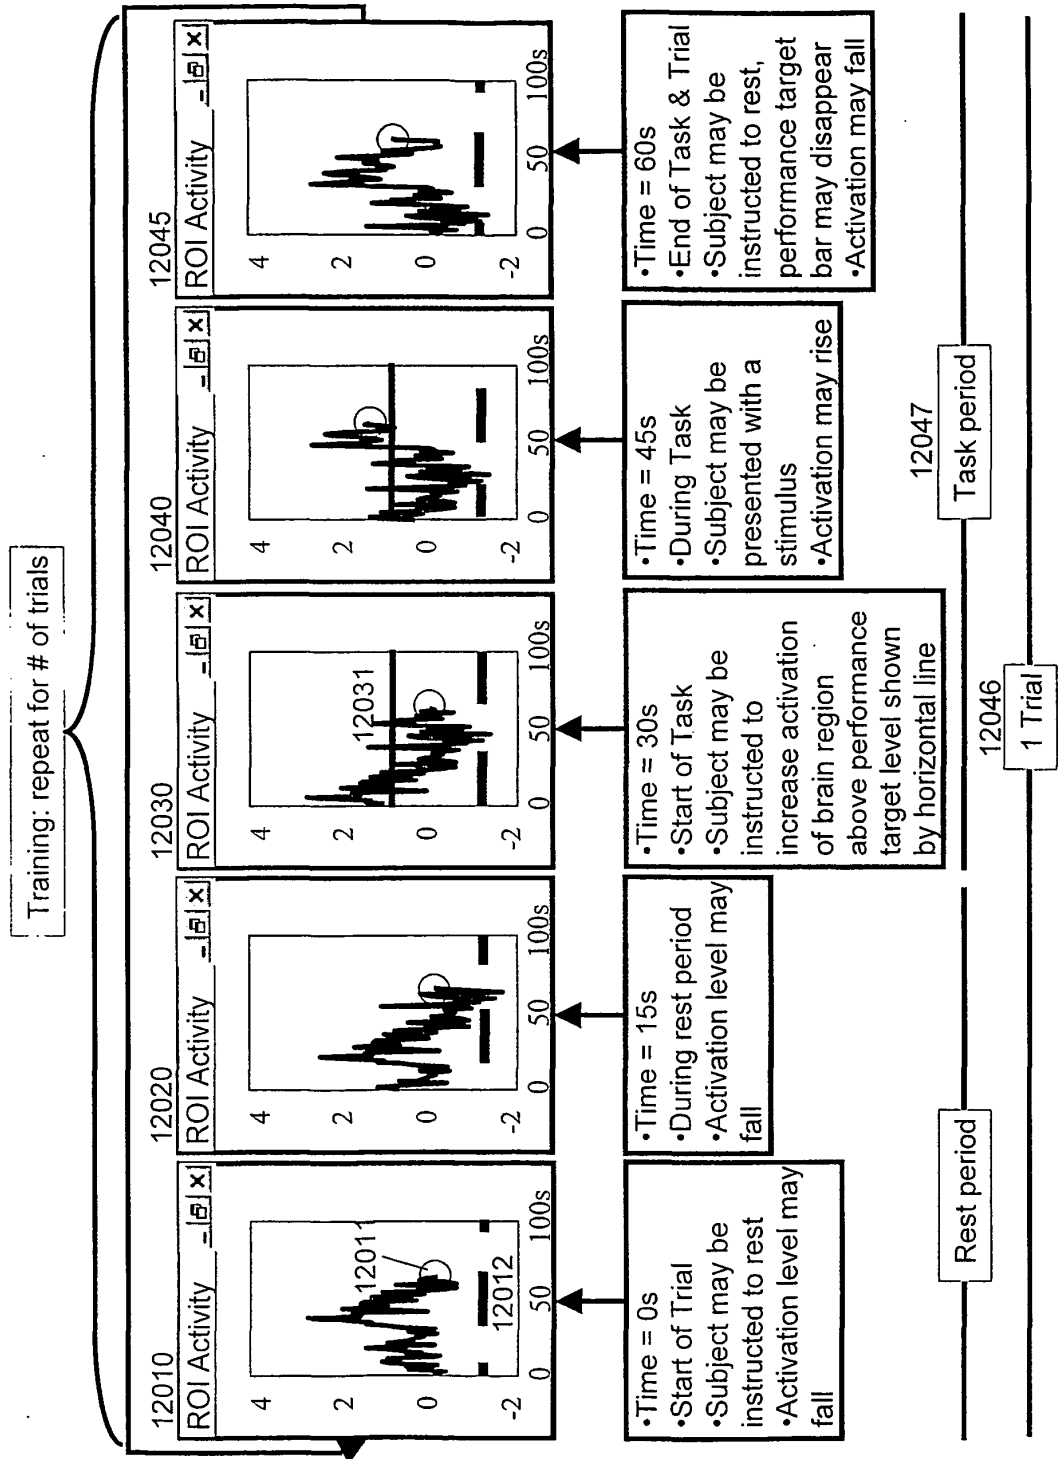 Training: repeat for # of trials
12010
ROI Activity
4
2
0
-2
0
50
100s
12011
12012
12020
ROI Activity
4
2
0
-2
0
50
100s
12030
ROI Activity
4
2
0
-2
0
50
100s
12031
12040
ROI Activity
4
2
0
-2
0
50
100s
12045
ROI Activity
4
2
0
-2
0
50
100s
•Time = 0s
•Start of Trial
•Subject may be
instructed to rest
•Activation level may
fall
•Time = 15s
•During rest period
•Activation level may
fall
•Time = 30s
•Start of Task
•Subject may be
instructed to
increase activation
of brain region
above performance
target level shown
by horizontal line
•Time = 45s
•During Task
•Subject may be
presented with a
stimulus
•Activation may rise
•Time = 60s
•End of Task & Trial
•Subject may be
instructed to rest,
performance target
bar may disappear
•Activation may fall
Rest period
12047
Task period
12046
1 Trial